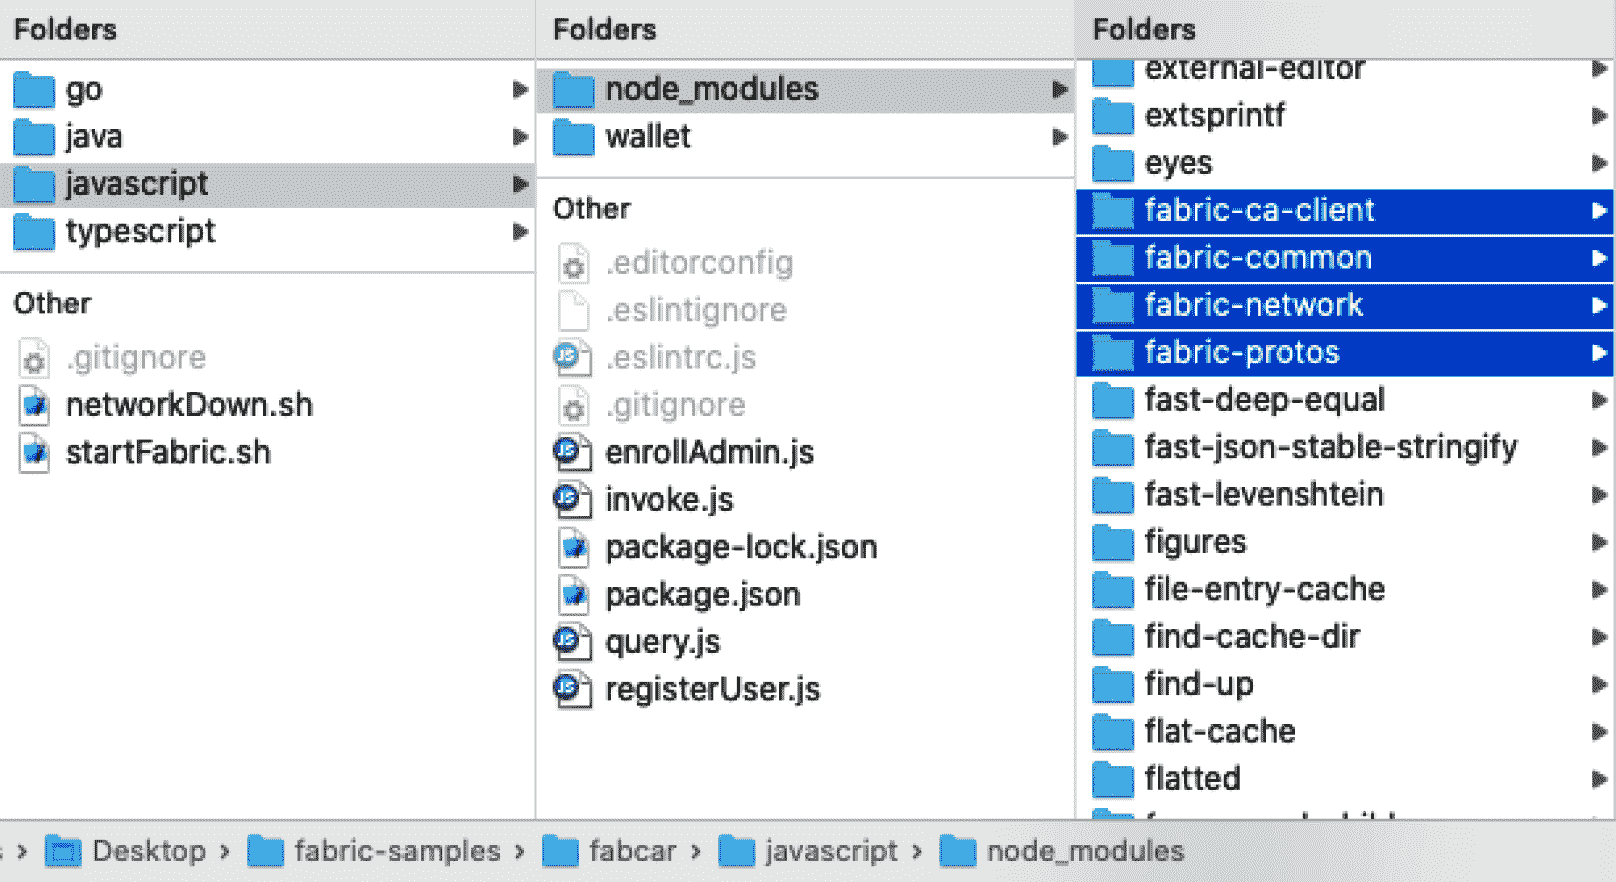 Folders
go
java
javascript
typescript
Other
.gitignore
networkDown.sh
startFabric.sh
Folders
node_modules
wallet
Other
.editorconfig
.eslintignore
.eslintrc.js
.gitignore
enrollAdmin.js
invoke.js
package-lock.json
package.json
query.js
registerUser.js
Folders
external-editor
extsprintf
eyes
fabric-ca-client
fabric-common
fabric-network
fabric-protos
fast-deep-equal
fast-json-stable-stringify
fast-levenshtein
figures
file-entry-cache
find-cache-dir
find-up
flat-cache
flatted
› Desktop › fabric-samples › fabcar › javascript › node_modules